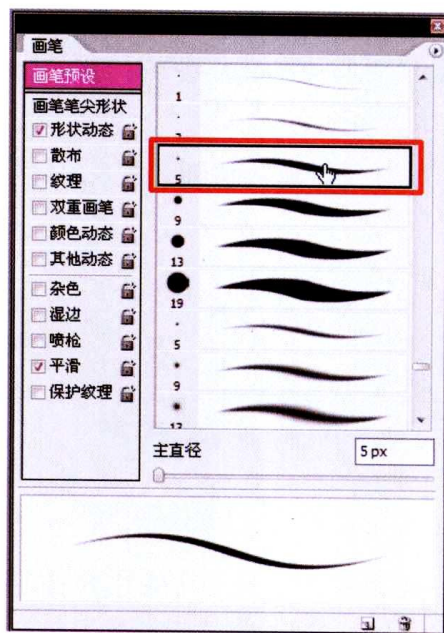 画笔
画笔预设
画笔笔尖形状
形状动态
散布
纹理
双重画笔
颜色动态
其他动态
杂色
湿边
喷枪
平滑
保护纹理
1
5
9
13
19
5
9
主直径
5 px